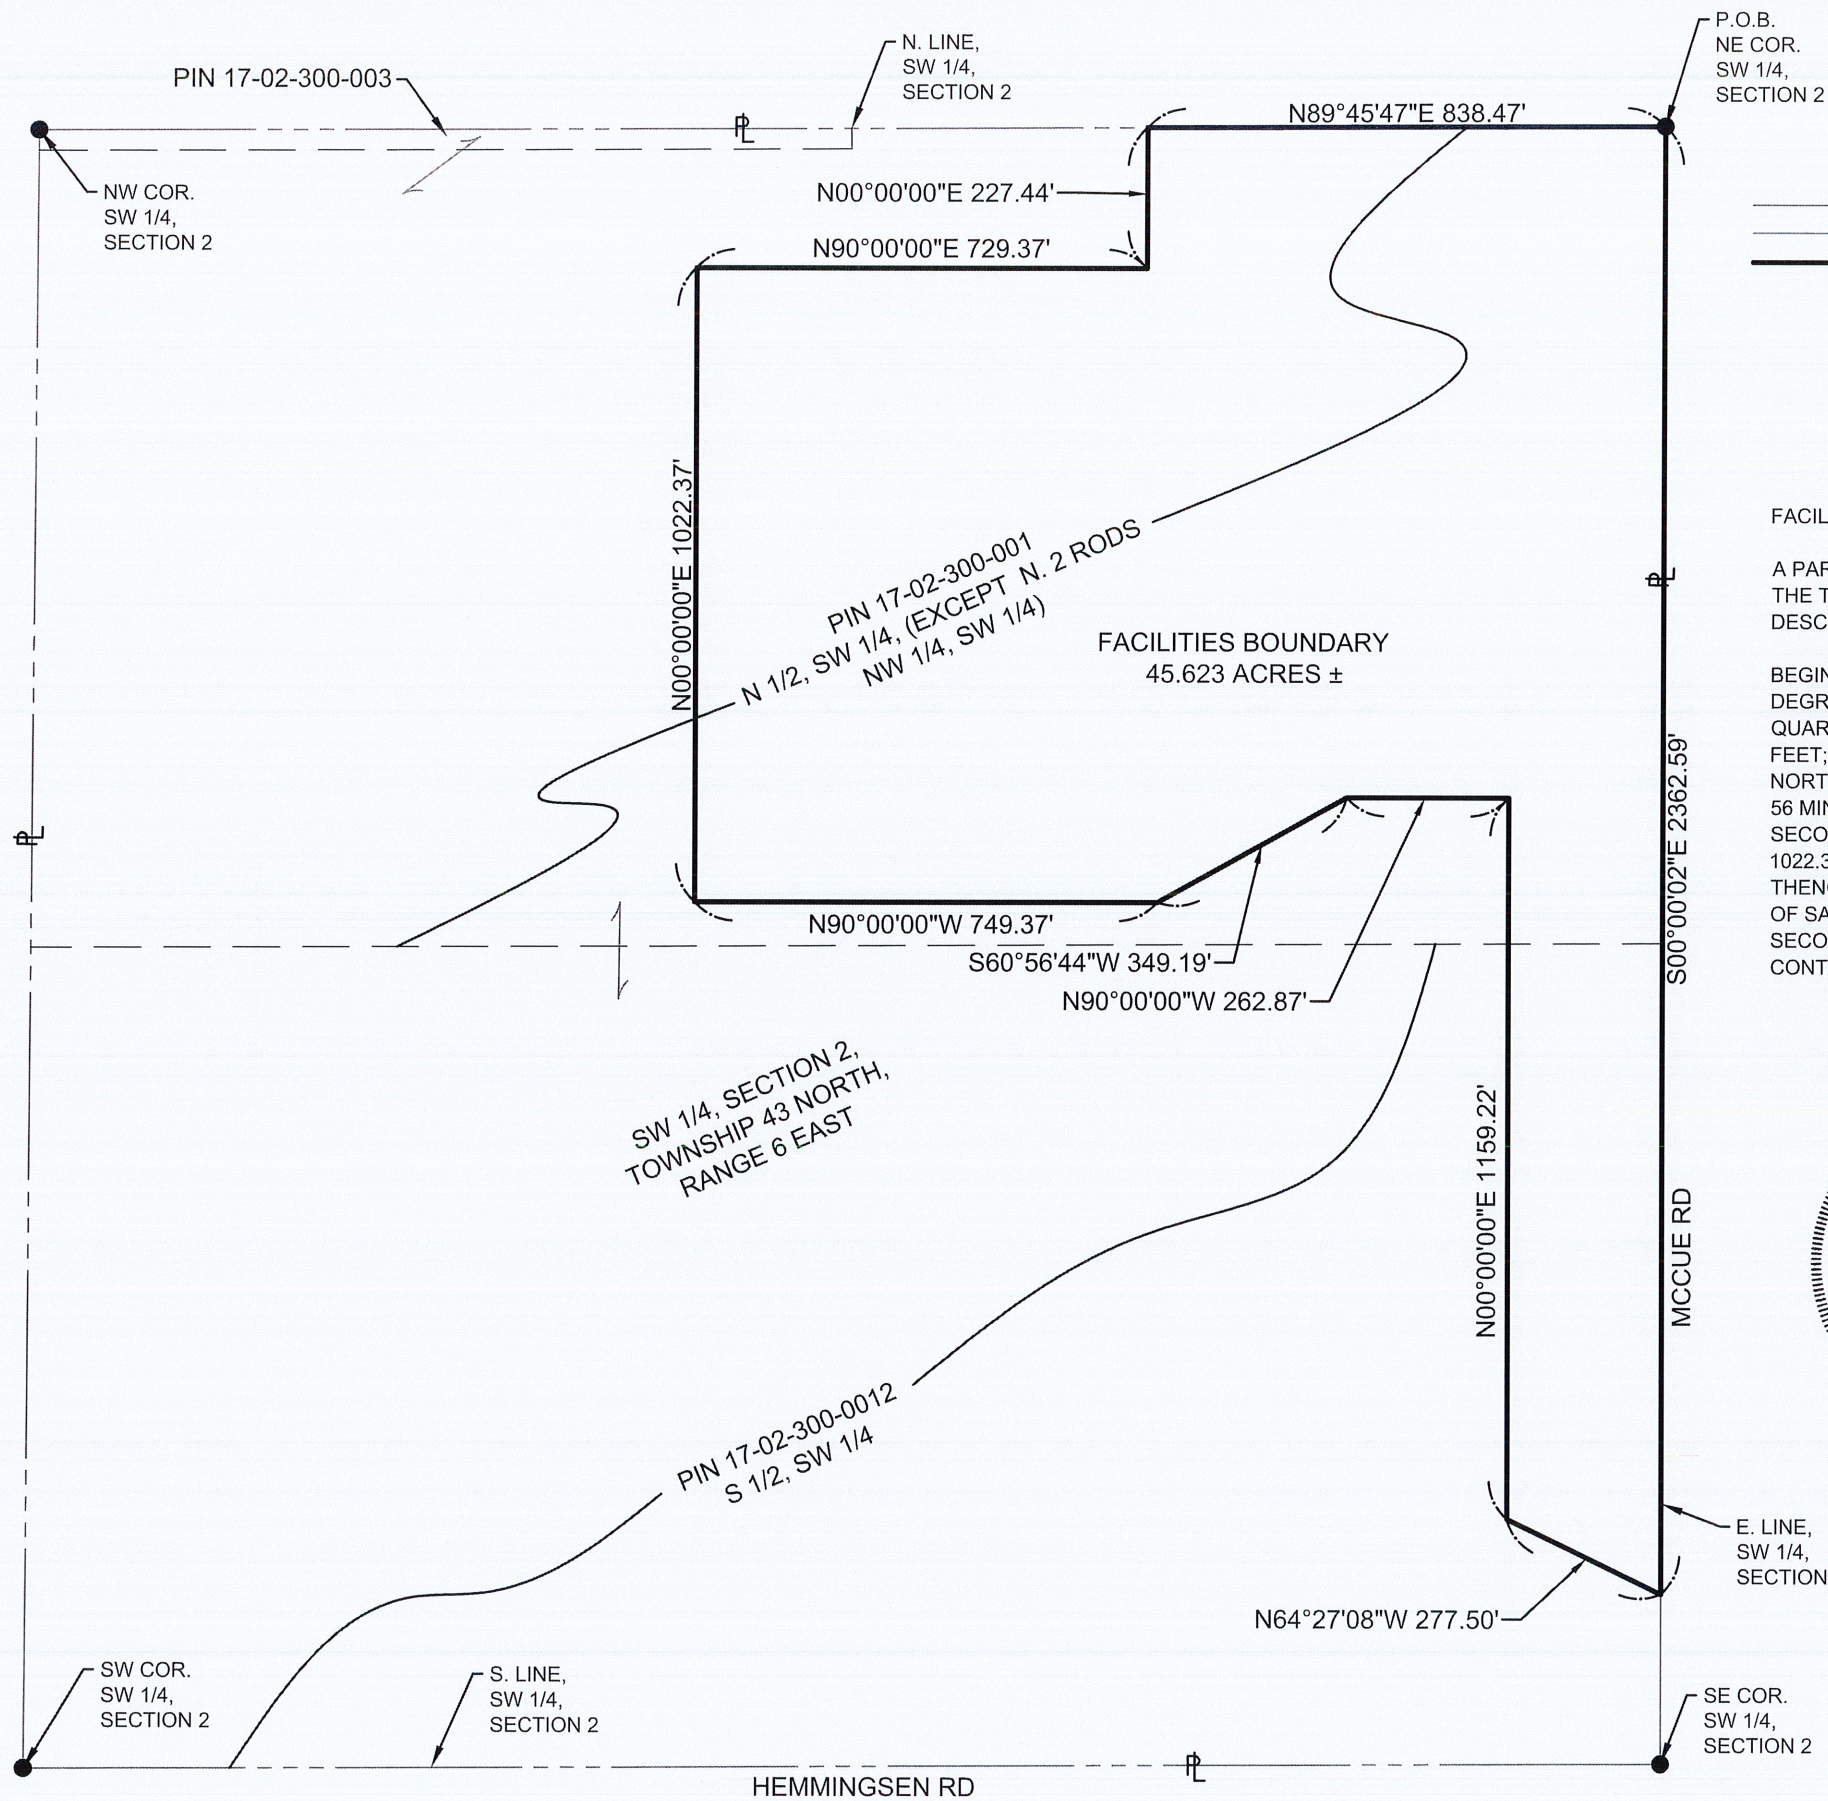 P.O.B.
NE COR.
SW 1/4,
SECTION 2
N. LINE,
SW 1/4,
SECTION 2
PIN 17-02-300-003
PL
N89°45'47"E 838.47'
NW COR.
SW 1/4,
SECTION 2
N00°00'00"E 227.44'
N90°00'00"E 729.37'
N00°00'00"E 1022.37'
PIN 17-02-300-001
N 1/2, SW 1/4, (EXCEPT N. 2 RODS
NW 1/4, SW 1/4)
FACILITIES BOUNDARY
45.623 ACRES ±
PL
PL
S00°00'02"E 2362.59'
FACIL
A PAR
THE T
DESC
BEGIN
DEGR
QUAR
FEET;
NORT
56 MIN
SECO
1022.3
THEN
OF SA
SECO
CONT
N90°00'00"W 749.37'
S60°56'44"W 349.19'
N90°00'00"W 262.87'
SW 1/4, SECTION 2,
TOWNSHIP 43 NORTH,
RANGE 6 EAST
N00°00'00"E 1159.22'
MCCUE RD
PIN 17-02-300-0012
S 1/2, SW 1/4
E. LINE,
SW 1/4,
SECTION
N64°27'08"W 277.50'
SW COR.
SW 1/4,
SECTION 2
S. LINE,
SW 1/4,
SECTION 2
SE COR.
SW 1/4,
SECTION 2
PL
HEMMINGSEN RD